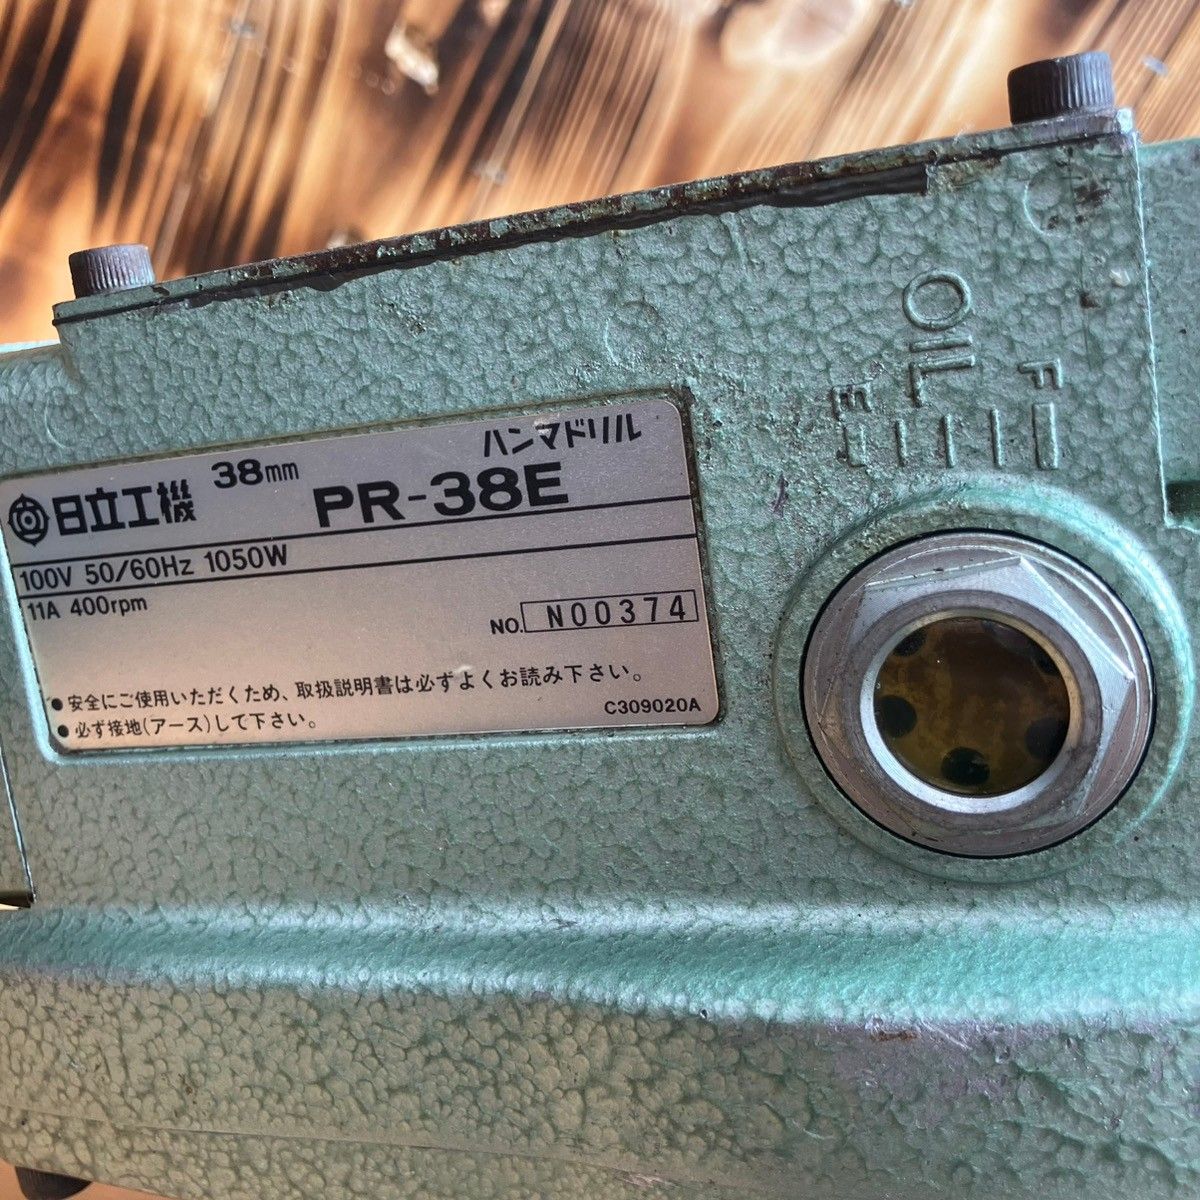 日立工機 38mm PR-38E ハンマドリル
100V 50/60Hz 1050W
11A 400rpm
NO. N00374
●安全にご使用いただくため、取扱説明書は必ずよくお読み下さい。
●必ず接地(アース)して下さい。
C309020A
OIL
E F